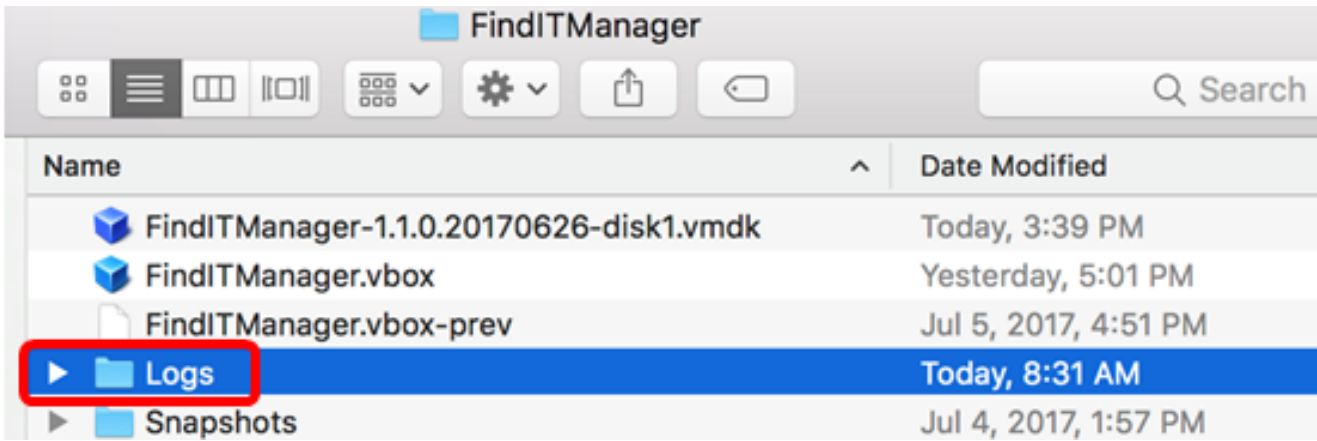 FindITManager
Search
Name Date Modified
FindITManager-1.1.0.20170626-disk1.vmdk Today, 3:39 PM
FindITManager.vbox Yesterday, 5:01 PM
FindITManager.vbox-prev Jul 5, 2017, 4:51 PM
Logs Today, 8:31 AM
Snapshots Jul 4, 2017, 1:57 PM